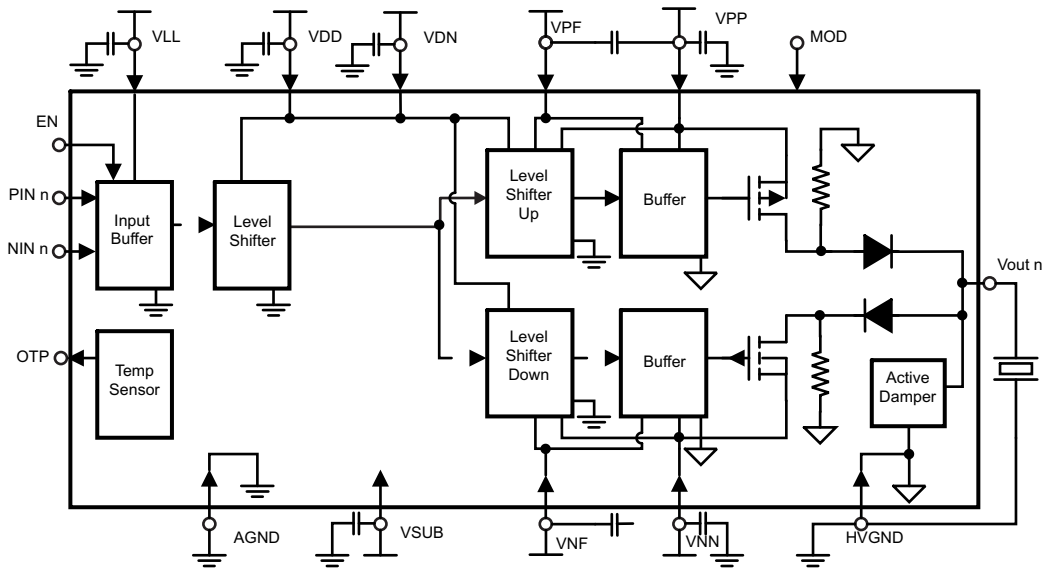 VLL
VDD
VDN
VPF
VPP
MOD
EN
PIN n
NIN n
Input
Buffer
Level
Shifter
Level
Shifter
Up
Buffer
Vout n
OTP
Temp
Sensor
Level
Shifter
Down
Buffer
Active
Damper
AGND
VSUB
VNF
VNN
HVGND